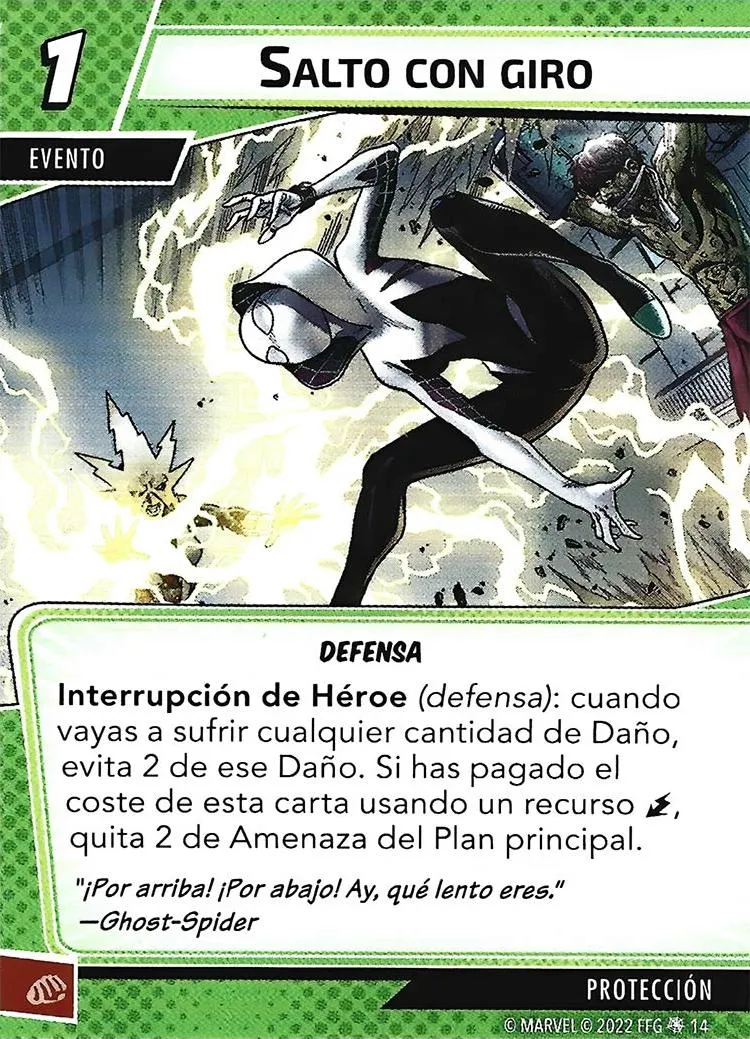 1
SALTO CON GIRO
EVENTO
DEFENSA
Interrupción de Héroe (defensa): cuando
vayas a sufrir cualquier cantidad de Daño,
evita 2 de ese Daño. Si has pagado el
coste de esta carta usando un recurso ,
quita 2 de Amenaza del Plan principal.
"¡Por arriba! ¡Por abajo! Ay, qué lento eres."
—Ghost-Spider
PROTECCIÓN
© MARVEL © 2022 FFG 14